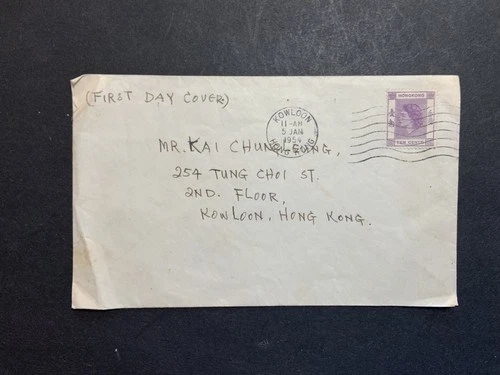 (FIRST DAY COVER)
KOWLOON
11-AM
5 JAN
1954
HONG KONG
HONGKONG
TEN CENTS
MR. KAI CHUNG LEUNG,
254 TUNG CHOI ST.
2ND. FLOOR,
KOWLOON, HONG KONG.